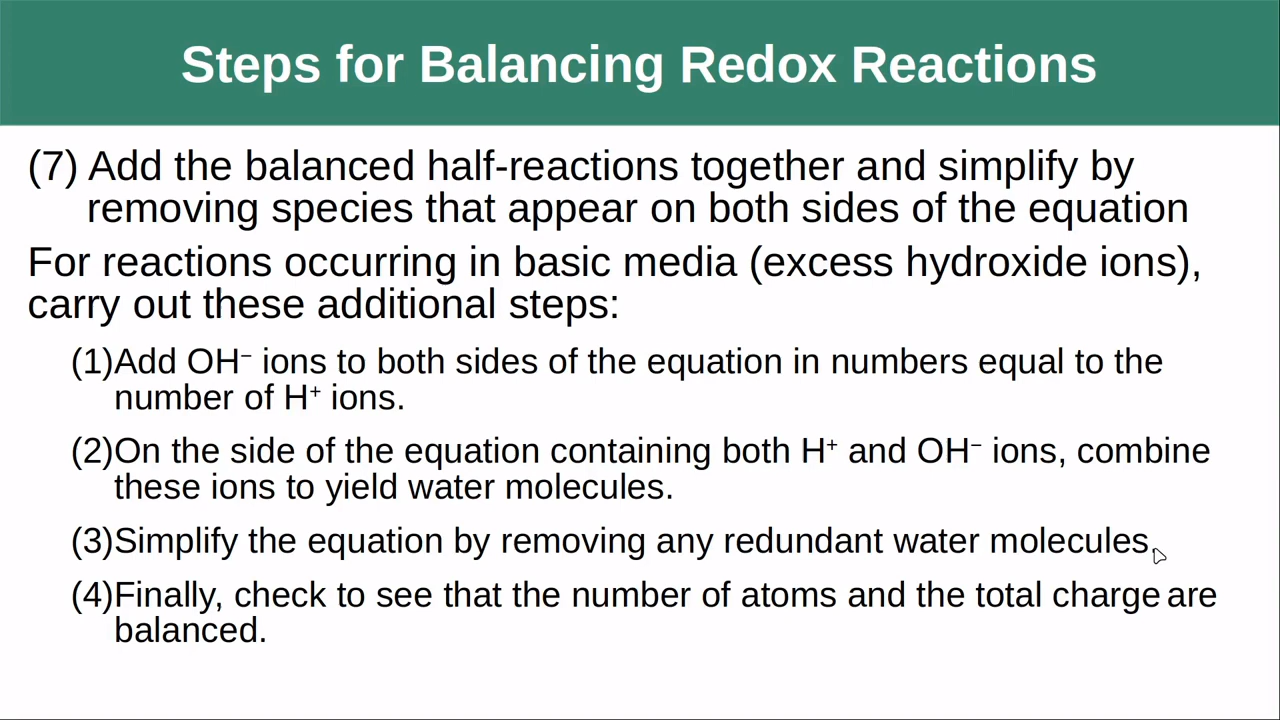 Steps for Balancing Redox Reactions
(7) Add the balanced half-reactions together and simplify by
removing species that appear on both sides of the equation
For reactions occurring in basic media (excess hydroxide ions),
carry out these additional steps:
(1)Add OH⁻ ions to both sides of the equation in numbers equal to the
number of H⁺ ions.
(2)On the side of the equation containing both H⁺ and OH⁻ ions, combine
these ions to yield water molecules.
(3)Simplify the equation by removing any redundant water molecules.
(4)Finally, check to see that the number of atoms and the total charge are
balanced.